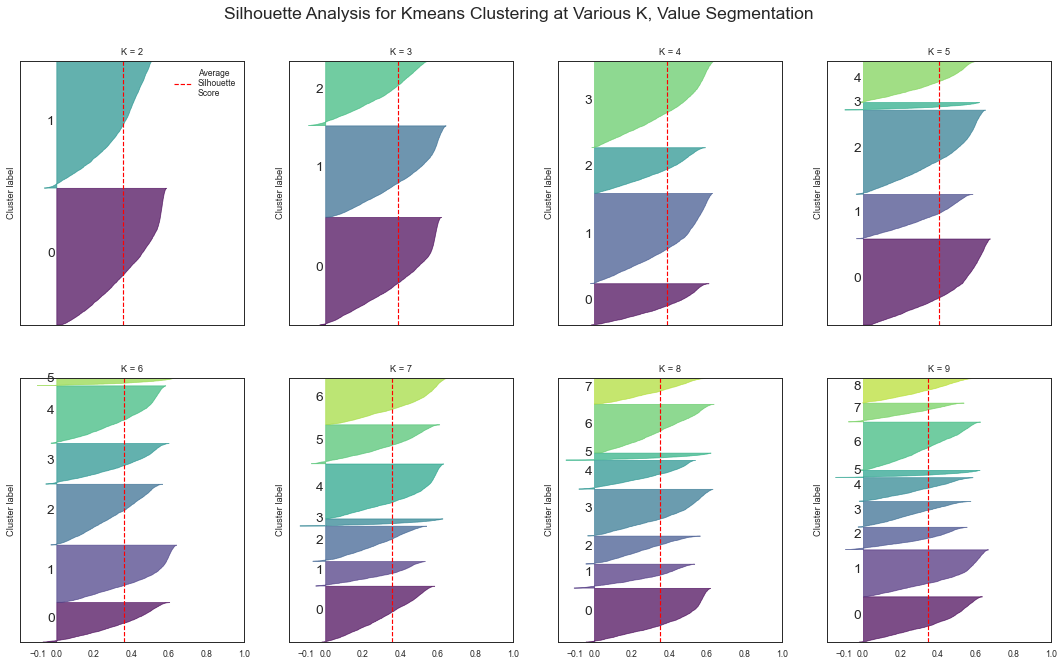 Silhouette Analysis for Kmeans Clustering at Various K, Value Segmentation
K = 2
Average
Silhouette
Score
Cluster label
1
0
K = 3
Cluster label
2
1
0
K = 4
Cluster label
3
2
1
0
K = 5
Cluster label
4
3
2
1
0
K = 6
Cluster label
5
4
3
2
1
0
−0.1 0.0 0.2 0.4 0.6 0.8 1.0
K = 7
Cluster label
6
5
4
3
2
1
0
−0.1 0.0 0.2 0.4 0.6 0.8 1.0
K = 8
Cluster label
7
6
5
4
3
2
1
0
−0.1 0.0 0.2 0.4 0.6 0.8 1.0
K = 9
Cluster label
8
7
6
5
4
3
2
1
0
−0.1 0.0 0.2 0.4 0.6 0.8 1.0